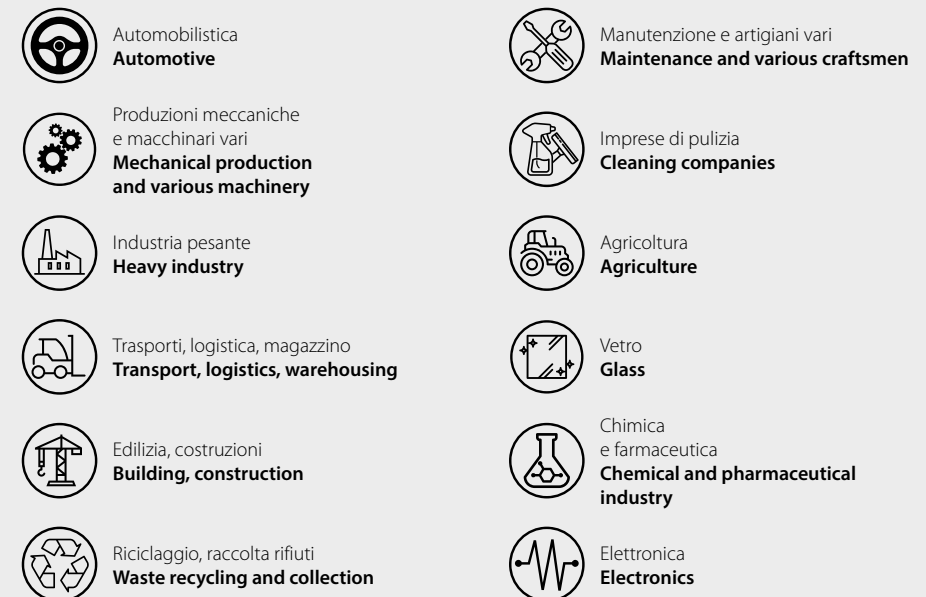 Automobilistica
Automotive
Produzioni meccaniche
e macchinari vari
Mechanical production
and various machinery
Industria pesante
Heavy industry
Trasporti, logistica, magazzino
Transport, logistics, warehousing
Edilizia, costruzioni
Building, construction
Riciclaggio, raccolta rifiuti
Waste recycling and collection
Manutenzione e artigiani vari
Maintenance and various craftsmen
Imprese di pulizia
Cleaning companies
Agricoltura
Agriculture
Vetro
Glass
Chimica
e farmaceutica
Chemical and pharmaceutical
industry
Elettronica
Electronics